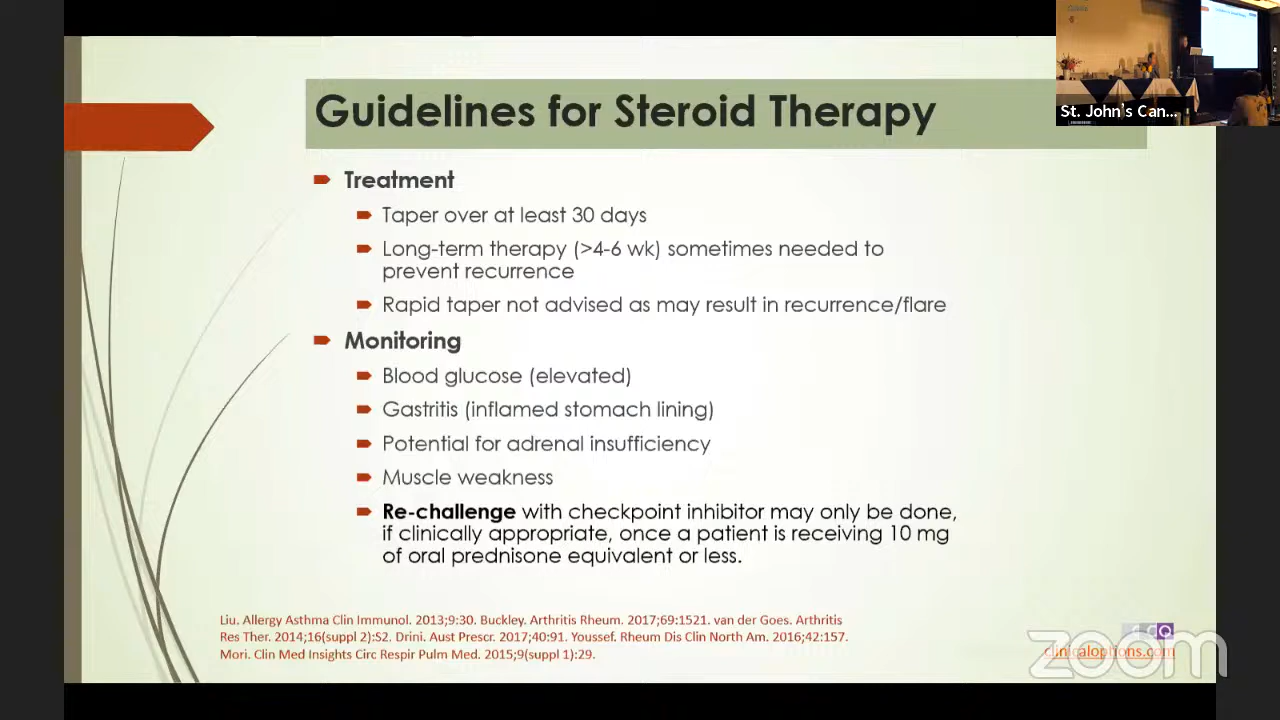 Guidelines for Steroid Therapy
St. John's Can...
Treatment
Taper over at least 30 days
Long-term therapy (>4-6 wk) sometimes needed to
prevent recurrence
Rapid taper not advised as may result in recurrence/flare
Monitoring
Blood glucose (elevated)
Gastritis (inflamed stomach lining)
Potential for adrenal insufficiency
Muscle weakness
Re-challenge with checkpoint inhibitor may only be done,
if clinically appropriate, once a patient is receiving 10 mg
of oral prednisone equivalent or less.
Liu. Allergy Asthma Clin Immunol. 2013;9:30. Buckley. Arthritis Rheum. 2017;69:1521. van der Goes. Arthritis
Res Ther. 2014;16(suppl 2):S2. Drini. Aust Prescr. 2017;40:91. Youssef. Rheum Dis Clin North Am. 2016;42:157.
Mori. Clin Med Insights Circ Respir Pulm Med. 2015;9(suppl 1):29.
clinicaloptions.com
zoom